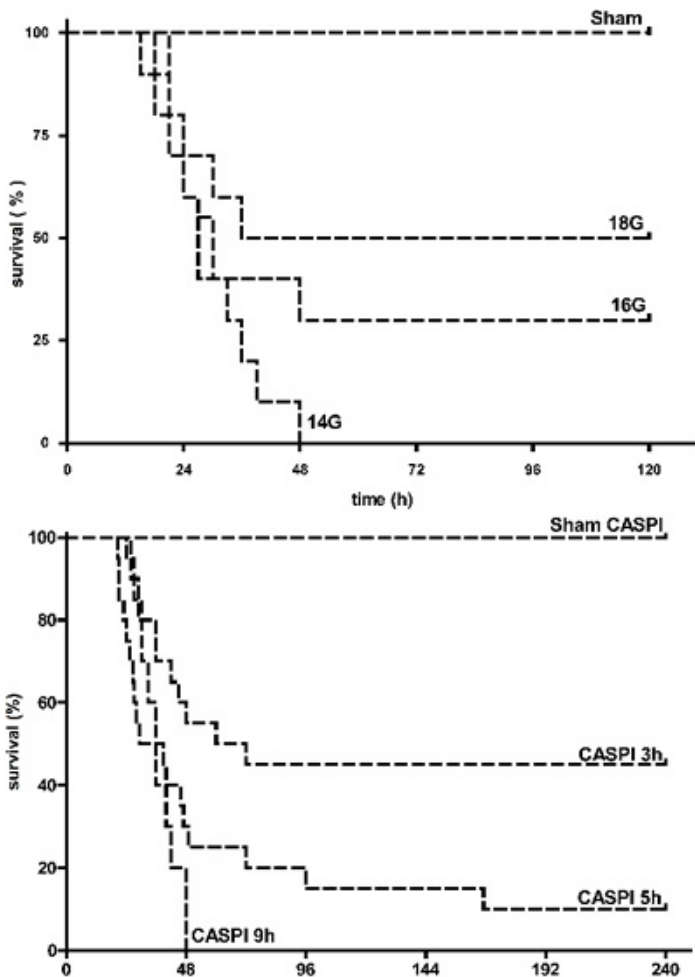 Sham
100
75
survival ( % )
50
18G
16G
25
14G
0
0 24 48 72 96 120
time (h)
Sham CASPI
100
80
60
survival (%)
CASPI 3h
40
20
CASPI 5h
CASPI 9h
0
0 48 96 144 192 240